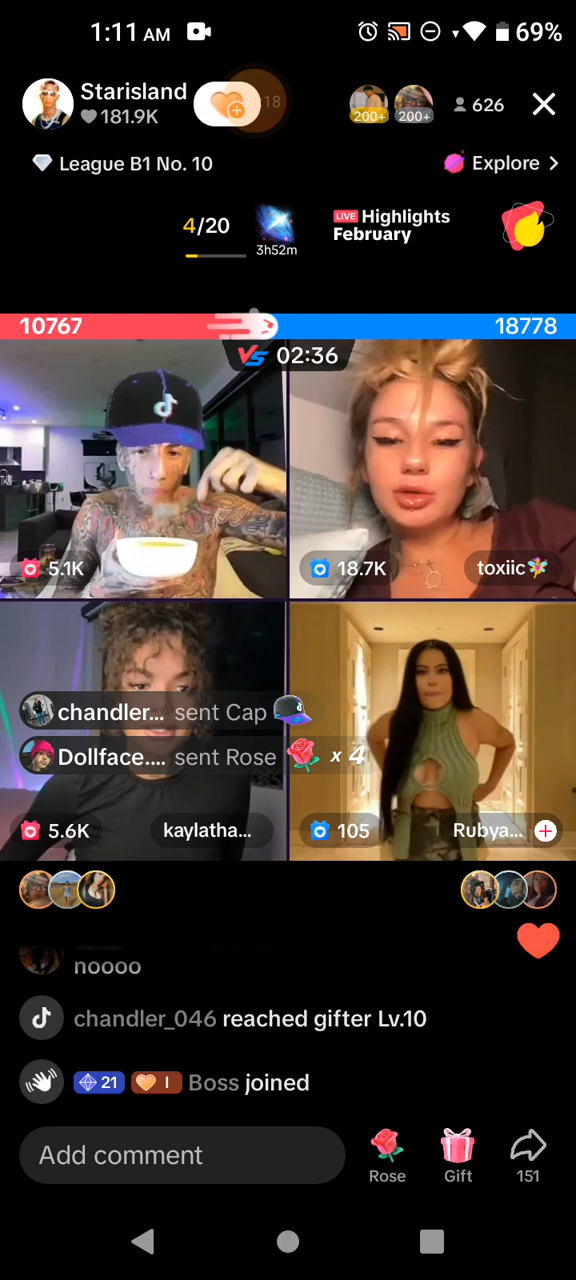 1:11 AM
69%
Starisland
181.9K
200+
200+
626
League B1 No. 10
Explore
4/20
3h52m
LIVE Highlights
February
10767
18778
VS 02:36
5.1K
18.7K
toxiic
chandler... sent Cap
Dollface.... sent Rose x 4
5.6K
kaylatha...
105
Rubya...
noooo
chandler_046 reached gifter Lv.10
21 I Boss joined
Add comment
Rose
Gift
151